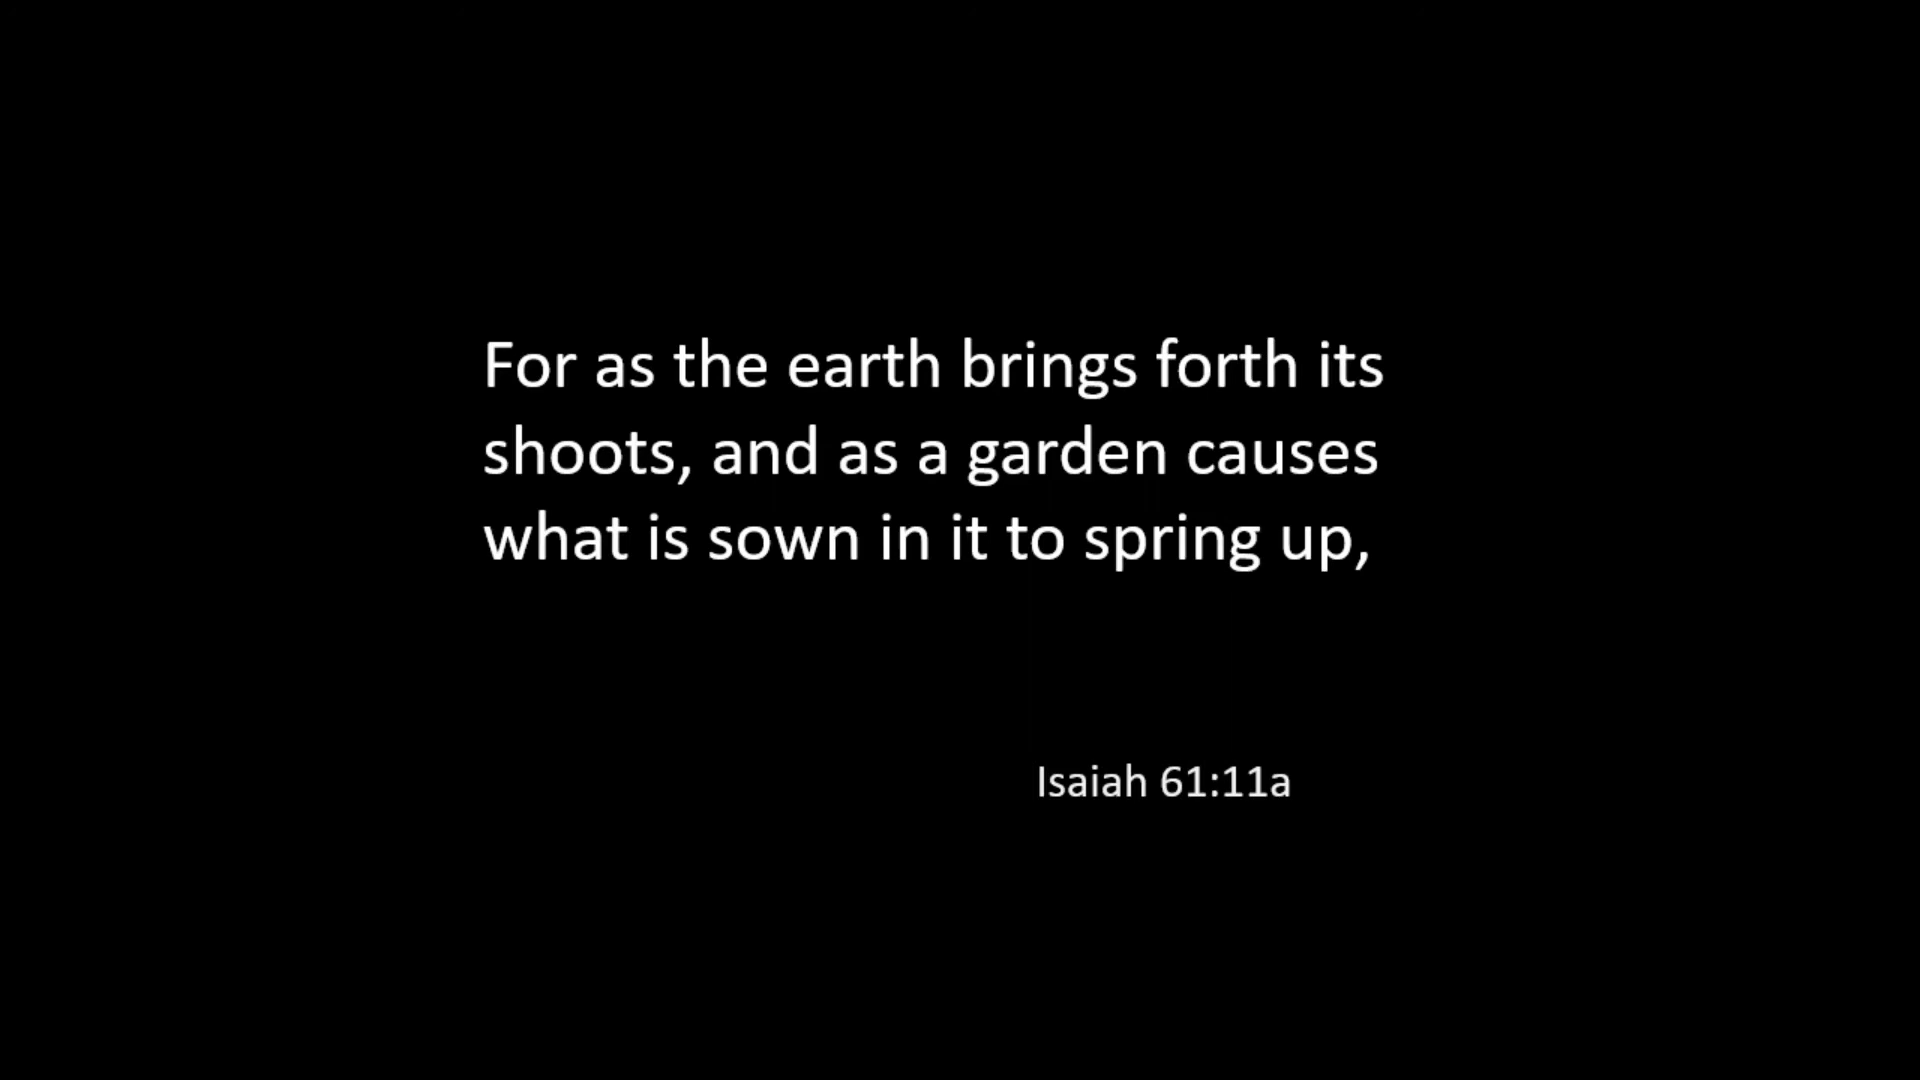 For as the earth brings forth its
shoots, and as a garden causes
what is sown in it to spring up,
Isaiah 61:11a